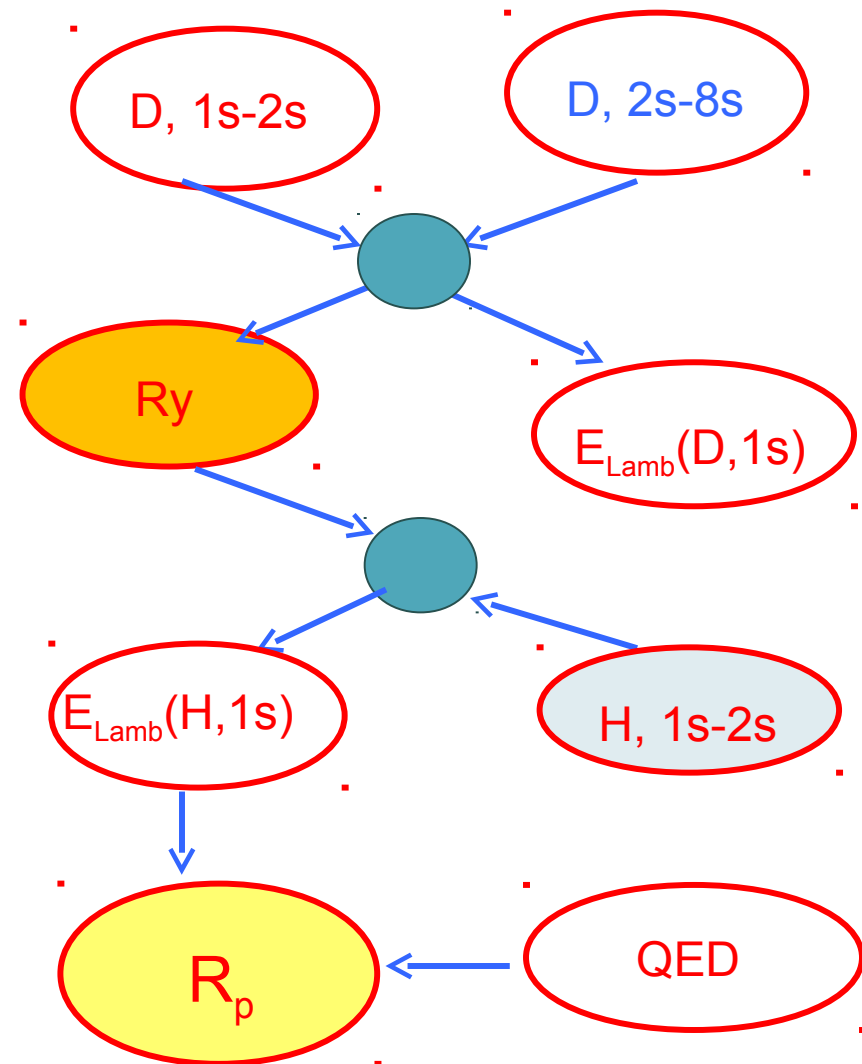 D, 1s-2s
D, 2s-8s
Ry
E_Lamb(D,1s)
E_Lamb(H,1s)
H, 1s-2s
R_p
QED